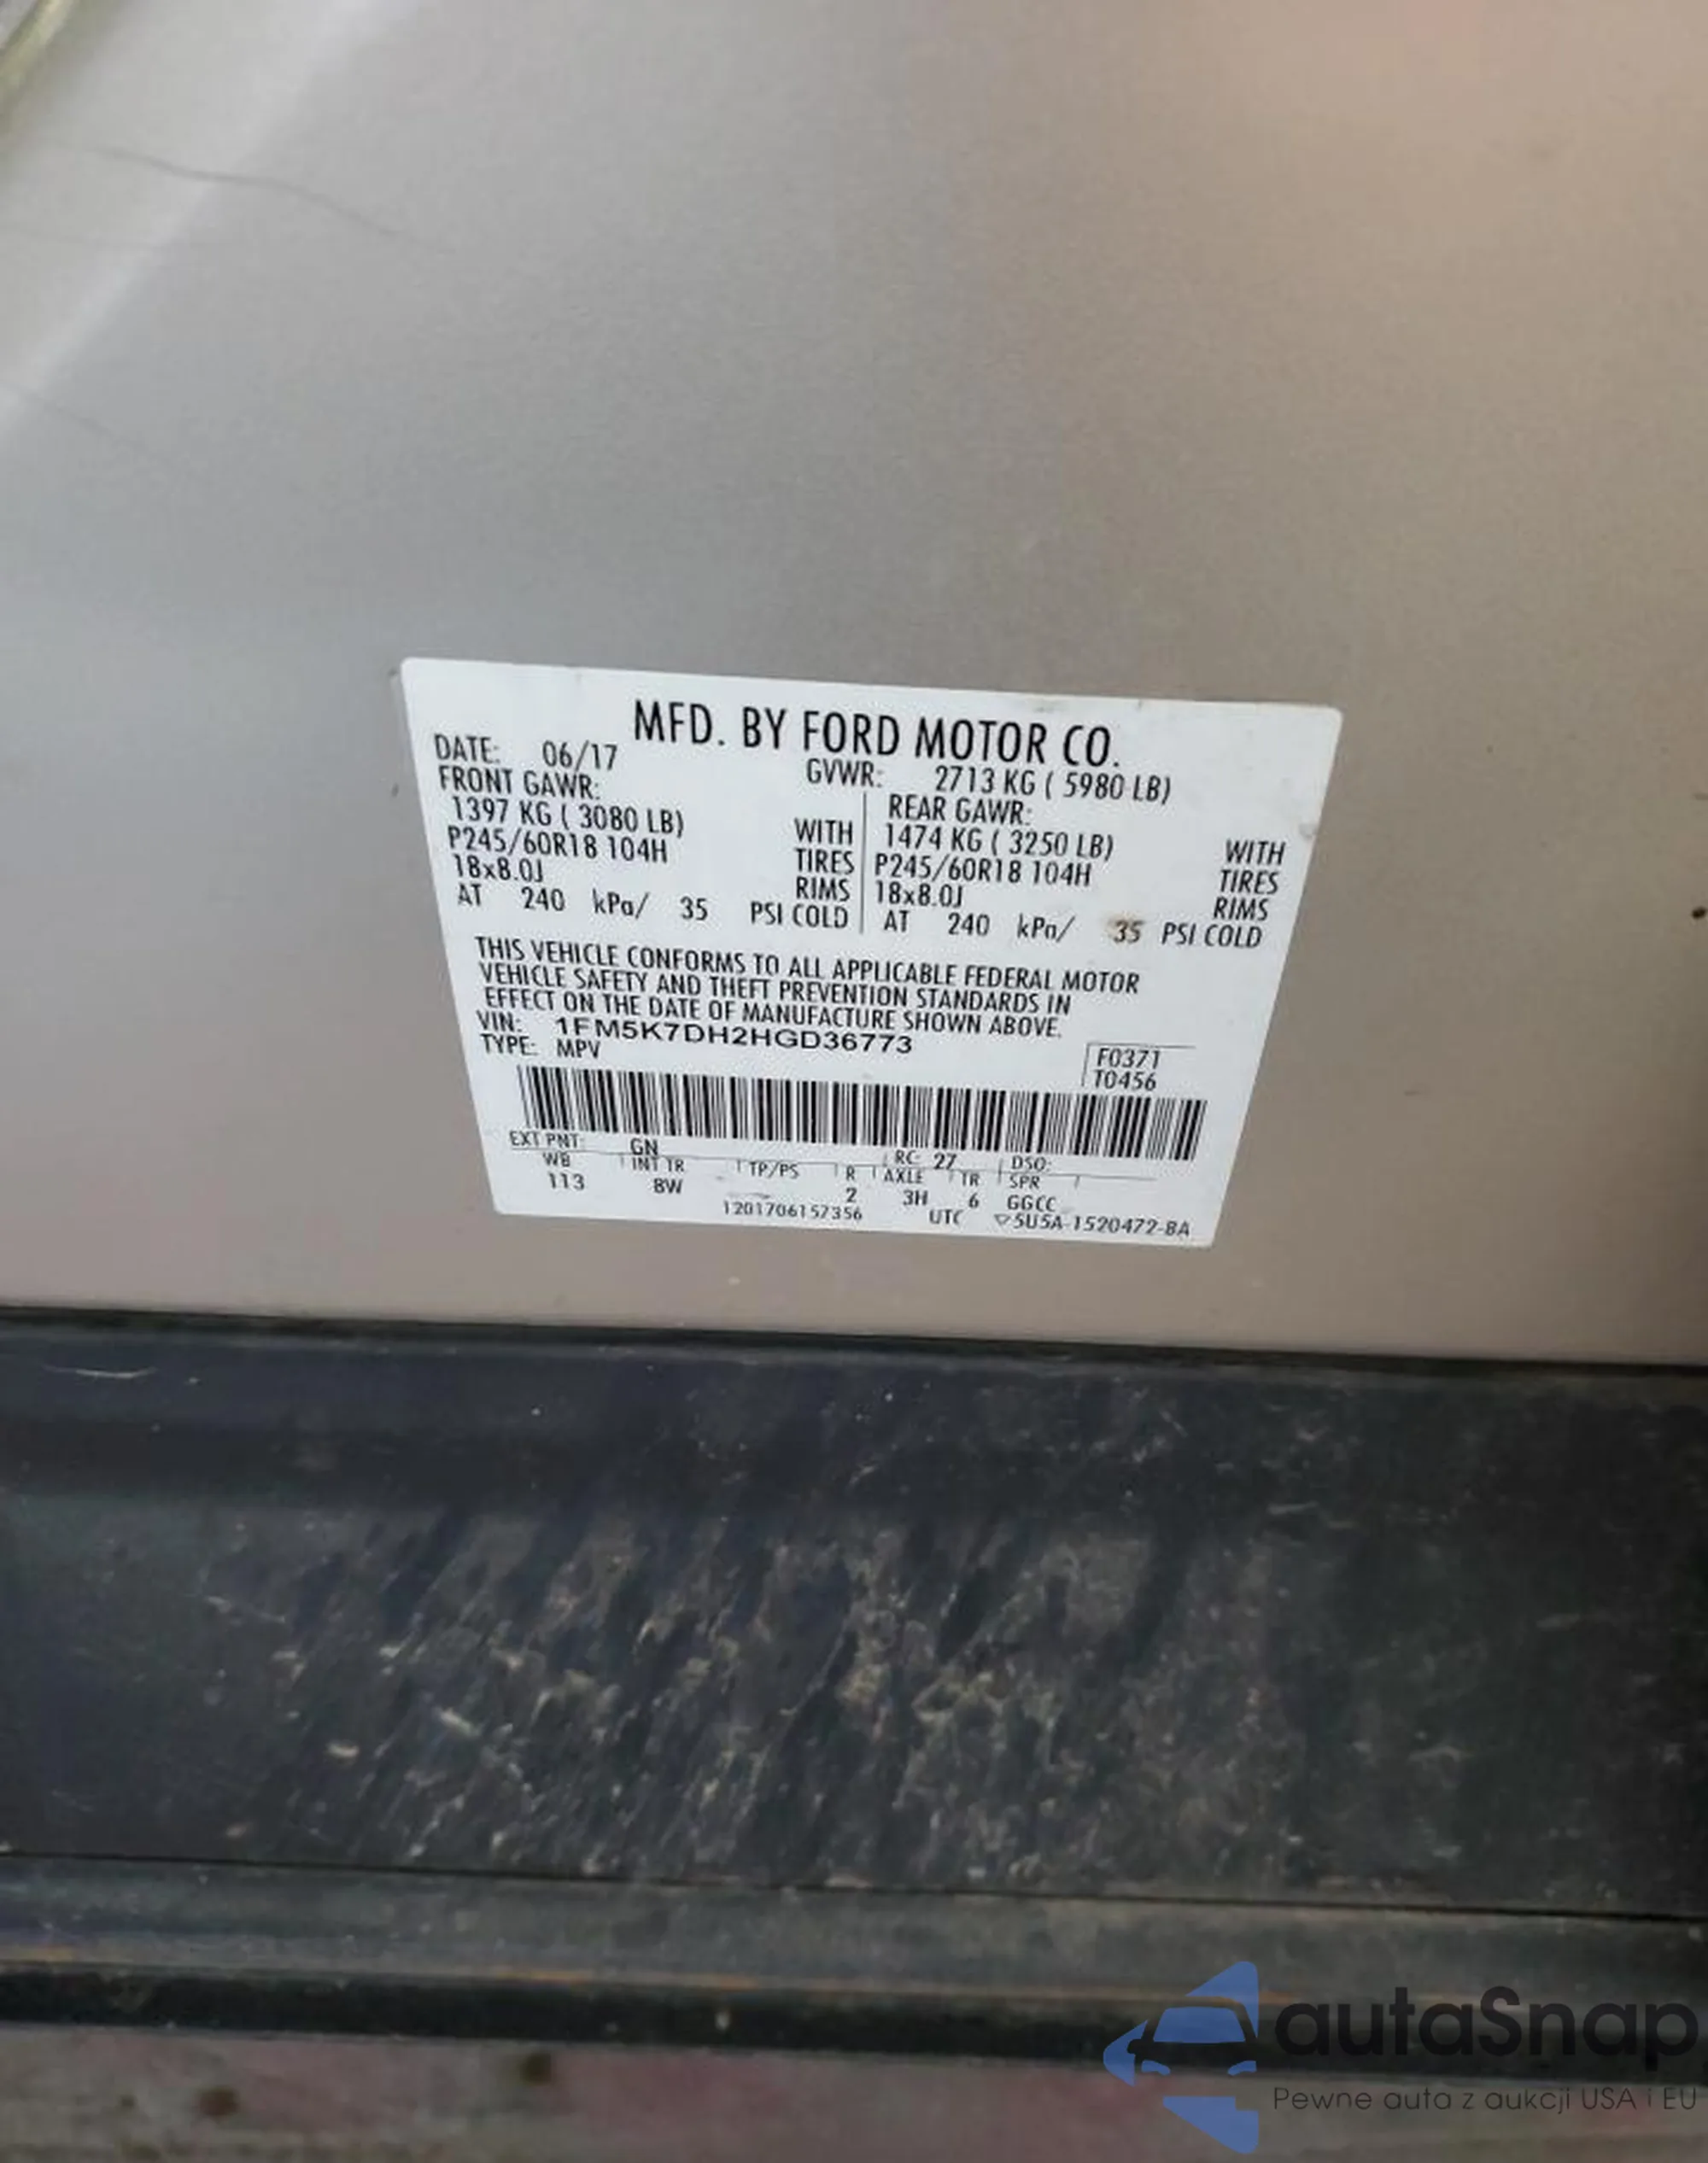 MFD. BY FORD MOTOR CO.
DATE: 06/17 GVWR: 2713 KG ( 5980 LB)
FRONT GAWR: REAR GAWR:
1397 KG ( 3080 LB) WITH 1474 KG ( 3250 LB) WITH
P245/60R18 104H TIRES P245/60R18 104H TIRES
18x8.0J RIMS 18x8.0J RIMS
AT 240 kPa/ 35 PSI COLD AT 240 kPa/ 35 PSI COLD
THIS VEHICLE CONFORMS TO ALL APPLICABLE FEDERAL MOTOR
VEHICLE SAFETY AND THEFT PREVENTION STANDARDS IN
EFFECT ON THE DATE OF MANUFACTURE SHOWN ABOVE.
VIN: 1FM5K7DH2HGD36773
TYPE: MPV
F0371
T0456
EXT PNT: GN RC: 27 DSO:
WB INT TR TP/PS R AXLE TR SPR
113 8W 2 3H 6 GGCC
1201706157356 UTC ▽5U5A-1520472-BA
autaSnap
Pewne auta z aukcji USA i EU